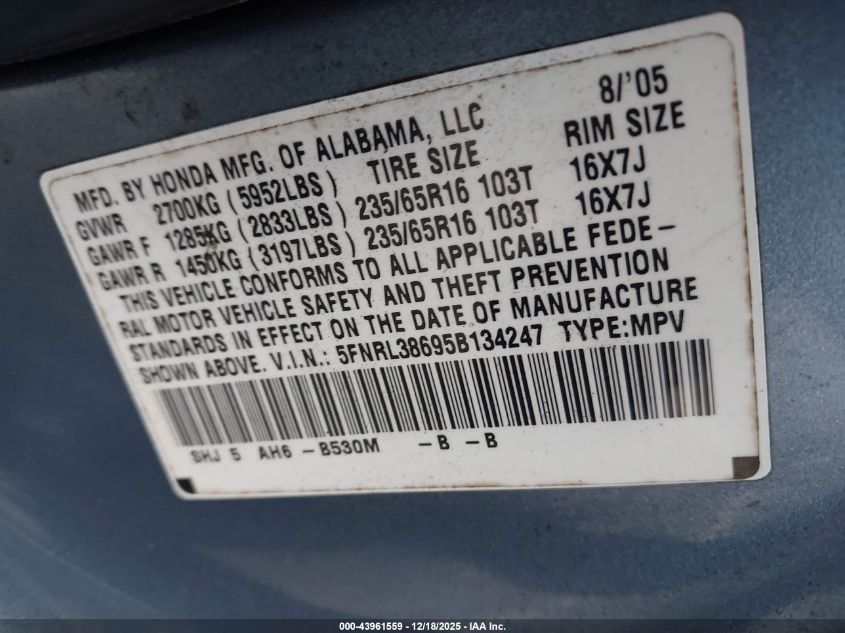 MFD. BY HONDA MFG. OF ALABAMA, LLC 8/'05
GVWR 2700KG (5952LBS) TIRE SIZE RIM SIZE
GAWR F 1285KG (2833LBS) 235/65R16 103T 16X7J
GAWR R 1450KG (3197LBS) 235/65R16 103T 16X7J
THIS VEHICLE CONFORMS TO ALL APPLICABLE FEDE-
RAL MOTOR VEHICLE SAFETY AND THEFT PREVENTION
STANDARDS IN EFFECT ON THE DATE OF MANUFACTURE
SHOWN ABOVE. V.I.N.: 5FNRL38695B134247 TYPE:MPV
SHJ 5 AH6 -B530M -B -B
000-43961559 - 12/18/2025 - IAA Inc.